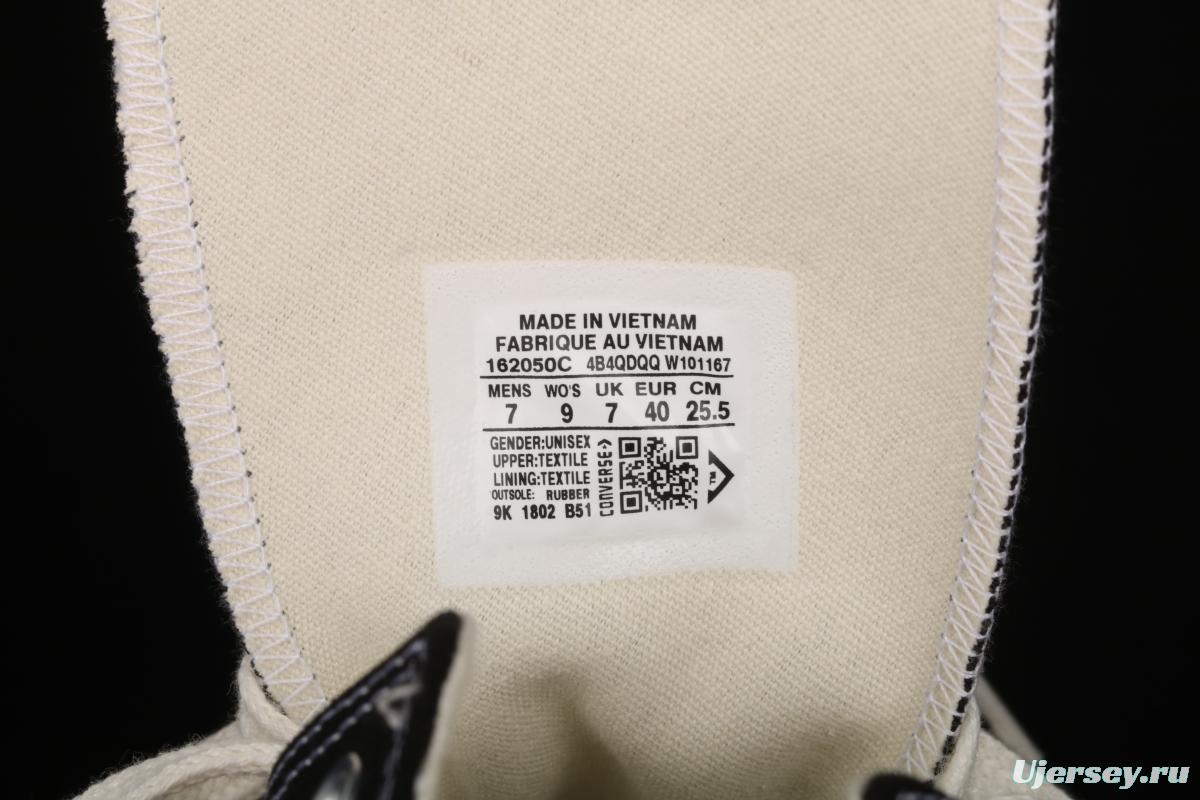 MADE IN VIETNAM
FABRIQUE AU VIETNAM
162050C 4B4QDQQ W101167
MENS WO'S UK EUR CM
7 9 7 40 25.5
GENDER:UNISEX
UPPER:TEXTILE
LINING:TEXTILE
OUTSOLE: RUBBER
9K 1802 B51
CONVERSE
Ujersey.ru